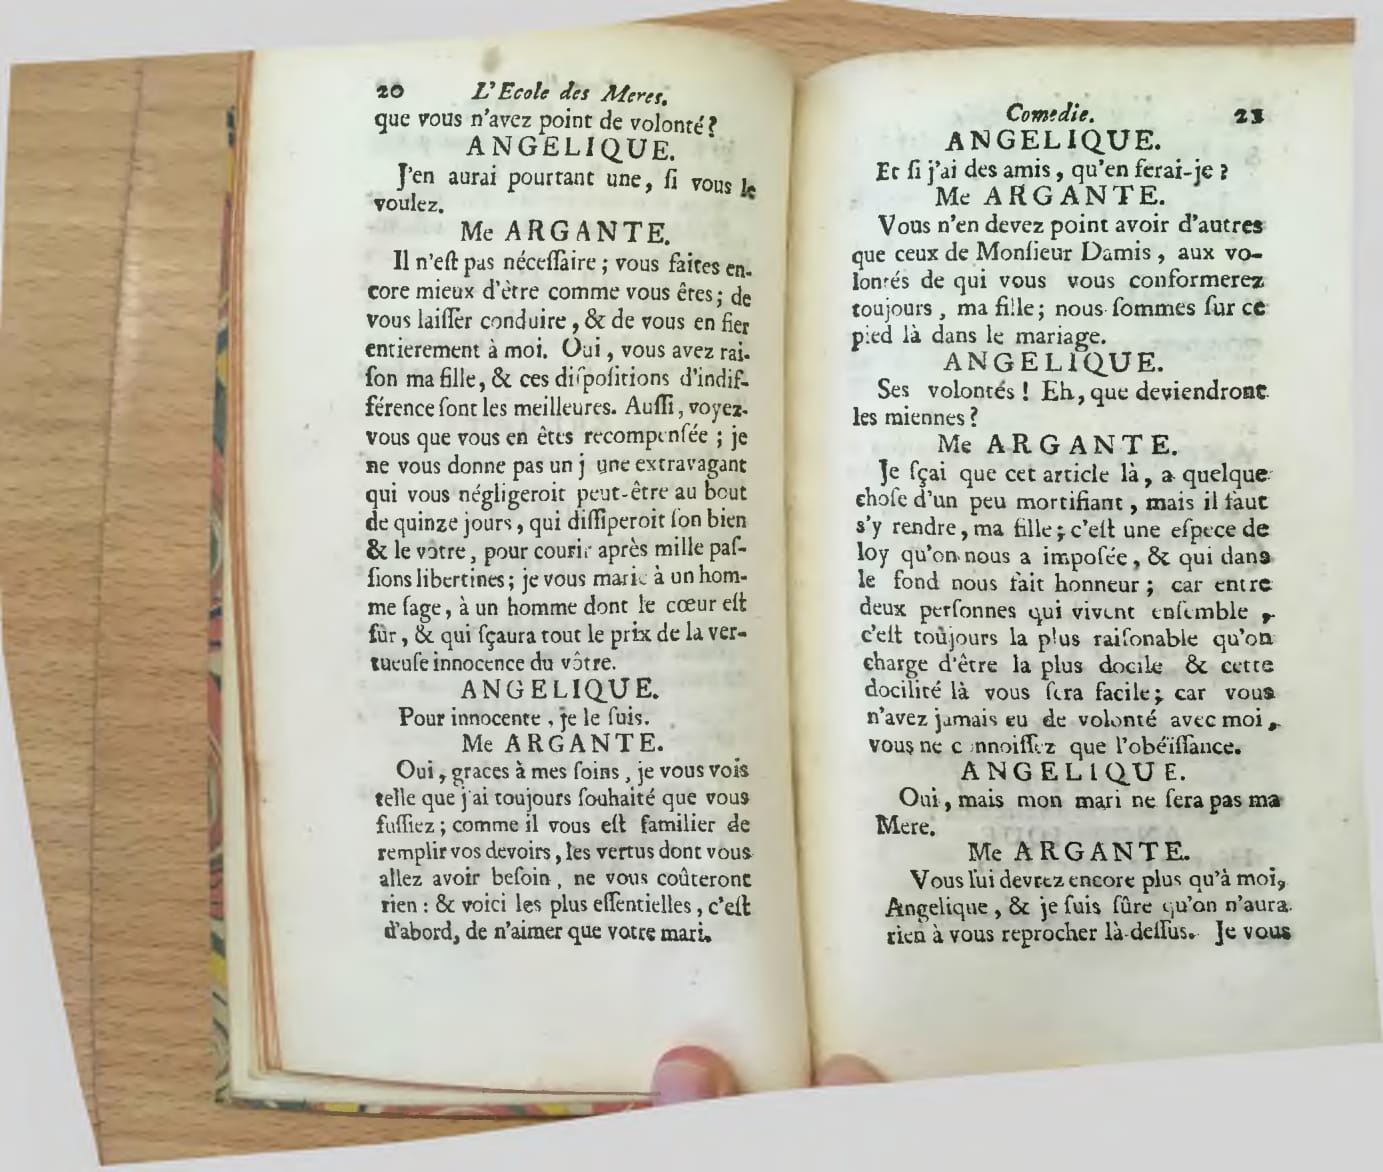 20 L'Ecole des Meres.
que vous n'avez point de volonté?
ANGELIQUE.
J'en aurai pourtant une, ſi vous le
voulez.
Me ARGANTE.
Il n'eſt pas néceſſaire; vous faites en-
core mieux d'ètre comme vous êtes; de
vous laiſſer conduire, & de vous en fier
entierement à moi. Oui, vous avez rai-
ſon ma fille, & ces diſpoſitions d'indif-
férence ſont les meilleures. Auſſi, voyez-
vous que vous en êtes recompenſée; je
ne vous donne pas un jeune extravagant
qui vous négligeroit peut-être au bout
de quinze jours, qui diſſiperoit ſon bien
& le vôtre, pour courir après mille paſ-
ſions libertines; je vous marie à un hom-
me ſage, à un homme dont le cœur eſt
ſûr, & qui ſçaura tout le prix de la ver-
tueuſe innocence du vôtre.
ANGELIQUE.
Pour innocente, je le ſuis.
Me ARGANTE.
Oui, graces à mes ſoins, je vous vois
telle que j'ai toujours ſouhaité que vous
fuſſiez; comme il vous eſt familier de
remplir vos devoirs, les vertus dont vous
allez avoir beſoin, ne vous coûteront
rien: & voici les plus eſſentielles, c'eſt
d'abord, de n'aimer que votre mari.
Comedie. 21
ANGELIQUE.
Et ſi j'ai des amis, qu'en ferai-je?
Me ARGANTE.
Vous n'en devez point avoir d'autres
que ceux de Monſieur Damis, aux vo-
lontés de qui vous vous conformerez
toujours, ma fille; nous ſommes ſur ce
pied là dans le mariage.
ANGELIQUE.
Ses volontés! Eh, que deviendront
les miennes?
Me ARGANTE.
Je ſçai que cet article là, a quelque
choſe d'un peu mortifiant, mais il faut
s'y rendre, ma fille; c'eſt une eſpece de
loy qu'on nous a impoſée, & qui dans
le fond nous fait honneur; car entre
deux perſonnes qui vivent enſemble,
c'eſt toûjours la plus raiſonable qu'on
charge d'être la plus docile & cette
docilité là vous ſera facile; car vous
n'avez jamais eu de volonté avec moi,
vous ne connoiſſez que l'obéïſſance.
ANGELIQUE.
Oui, mais mon mari ne ſera pas ma
Mere.
Me ARGANTE.
Vous lui devrez encore plus qu'à moi,
Angelique, & je ſuis ſûre qu'on n'aura
rien à vous reprocher là-deſſus. Je vous